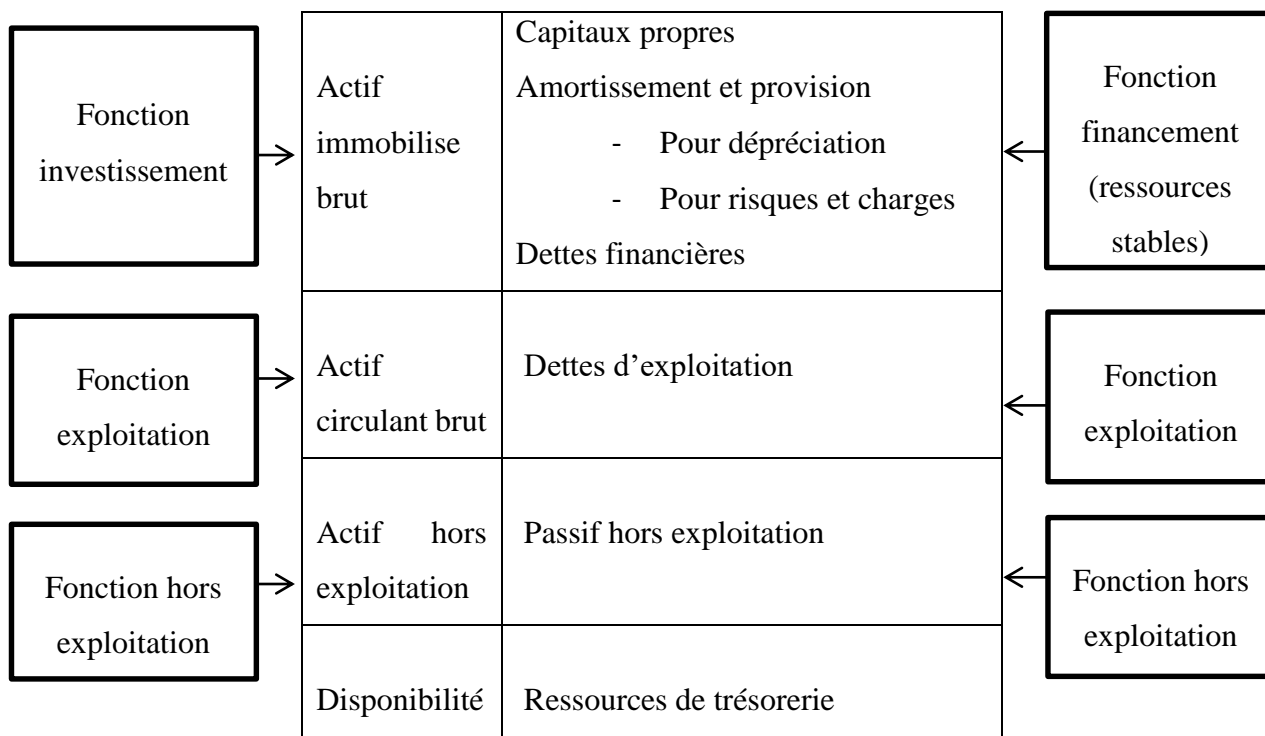 Fonction
investissement
Actif
immobilise
brut
Capitaux propres
Amortissement et provision
- Pour dépréciation
- Pour risques et charges
Dettes financières
Fonction
financement
(ressources
stables)
Fonction
exploitation
Actif
circulant brut
Dettes d’exploitation
Fonction
exploitation
Fonction hors
exploitation
Actif hors
exploitation
Passif hors exploitation
Fonction hors
exploitation
Disponibilité
Ressources de trésorerie